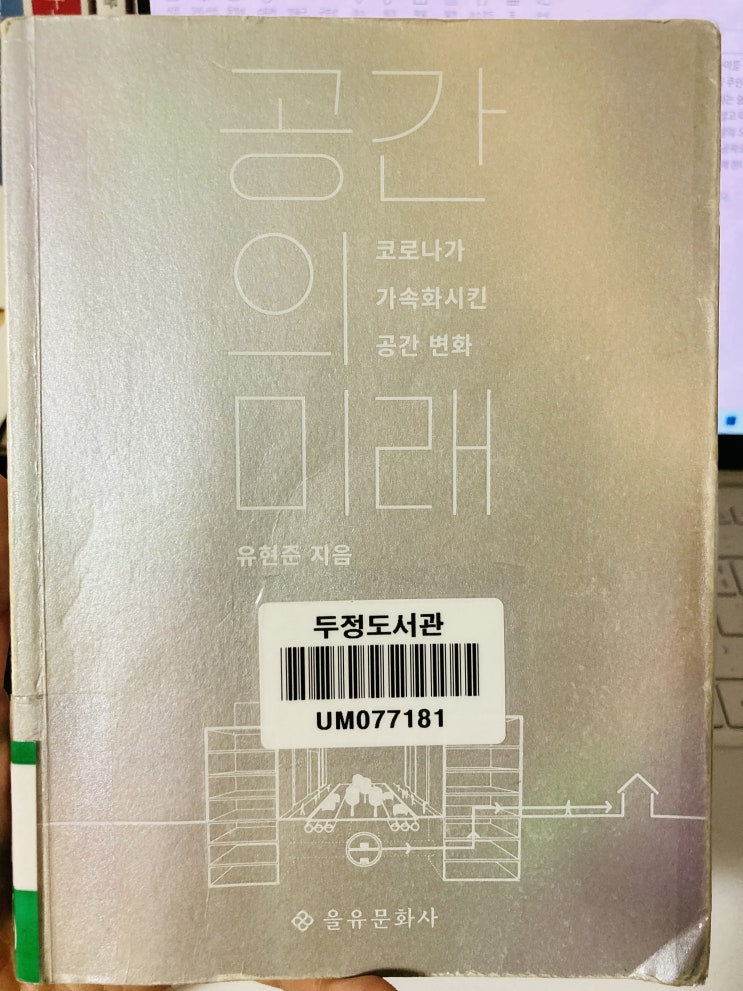 공간
의
코로나가
가속화시킨
공간 변화
미래
유현준 지음
두정도서관
UM077181
을유문화사